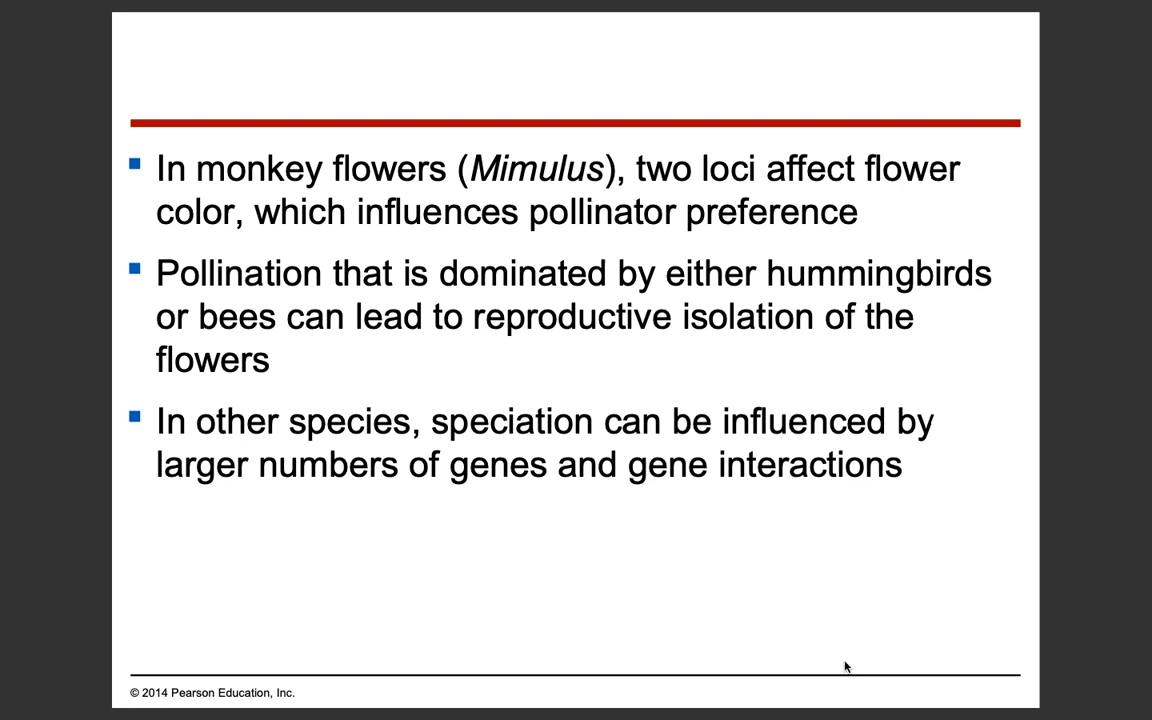 In monkey flowers (Mimulus), two loci affect flower
color, which influences pollinator preference
Pollination that is dominated by either hummingbirds
or bees can lead to reproductive isolation of the
flowers
In other species, speciation can be influenced by
larger numbers of genes and gene interactions
© 2014 Pearson Education, Inc.